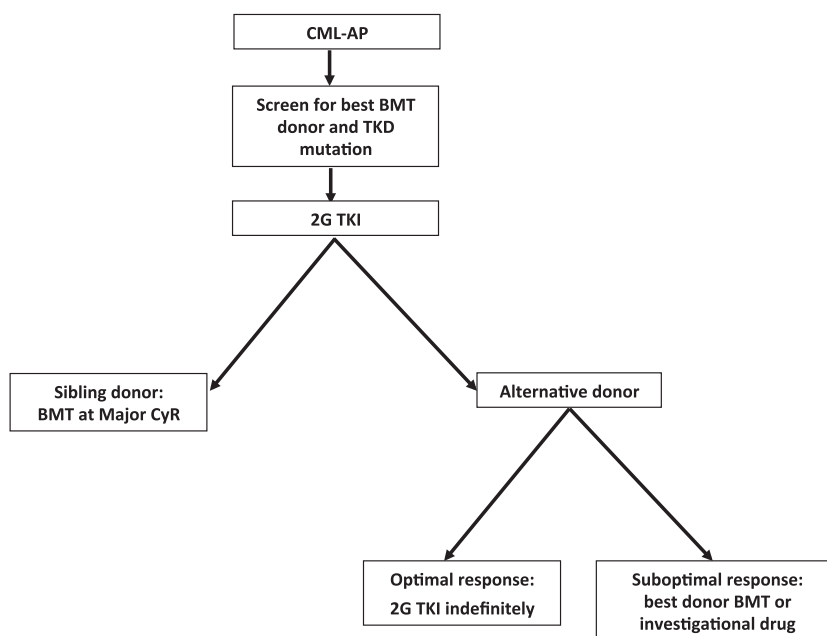 CML-AP
Screen for best BMT
donor and TKD
mutation
2G TKI
Sibling donor:
BMT at Major CyR
Alternative donor
Optimal response:
2G TKI indefinitely
Suboptimal response:
best donor BMT or
investigational drug